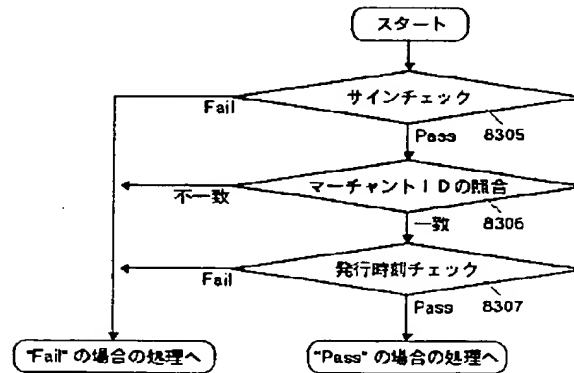 スタート
サインチェック
Fail
8305
Pass
マーチャントIDの照合
不一致
8306
一致
発行時刻チェック
Fail
8307
Pass
"Fail" の場合の処理へ
"Pass" の場合の処理へ